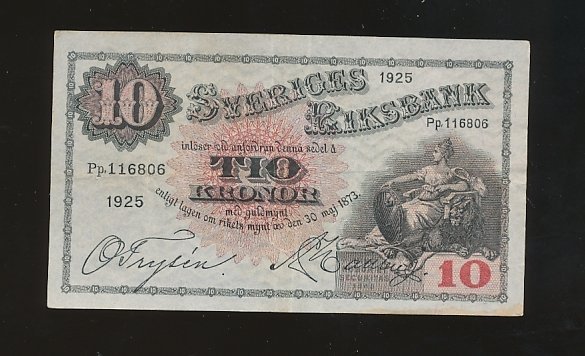 10
SVERIGES
1925
RIKSBANK
Pp.116806
inlöser vid anfordran denna sedel å
Pp.116806
TIO
KRONOR
1925
med guldmynt
enligt lagen om rikets mynt av den 30 maj 1873.
10